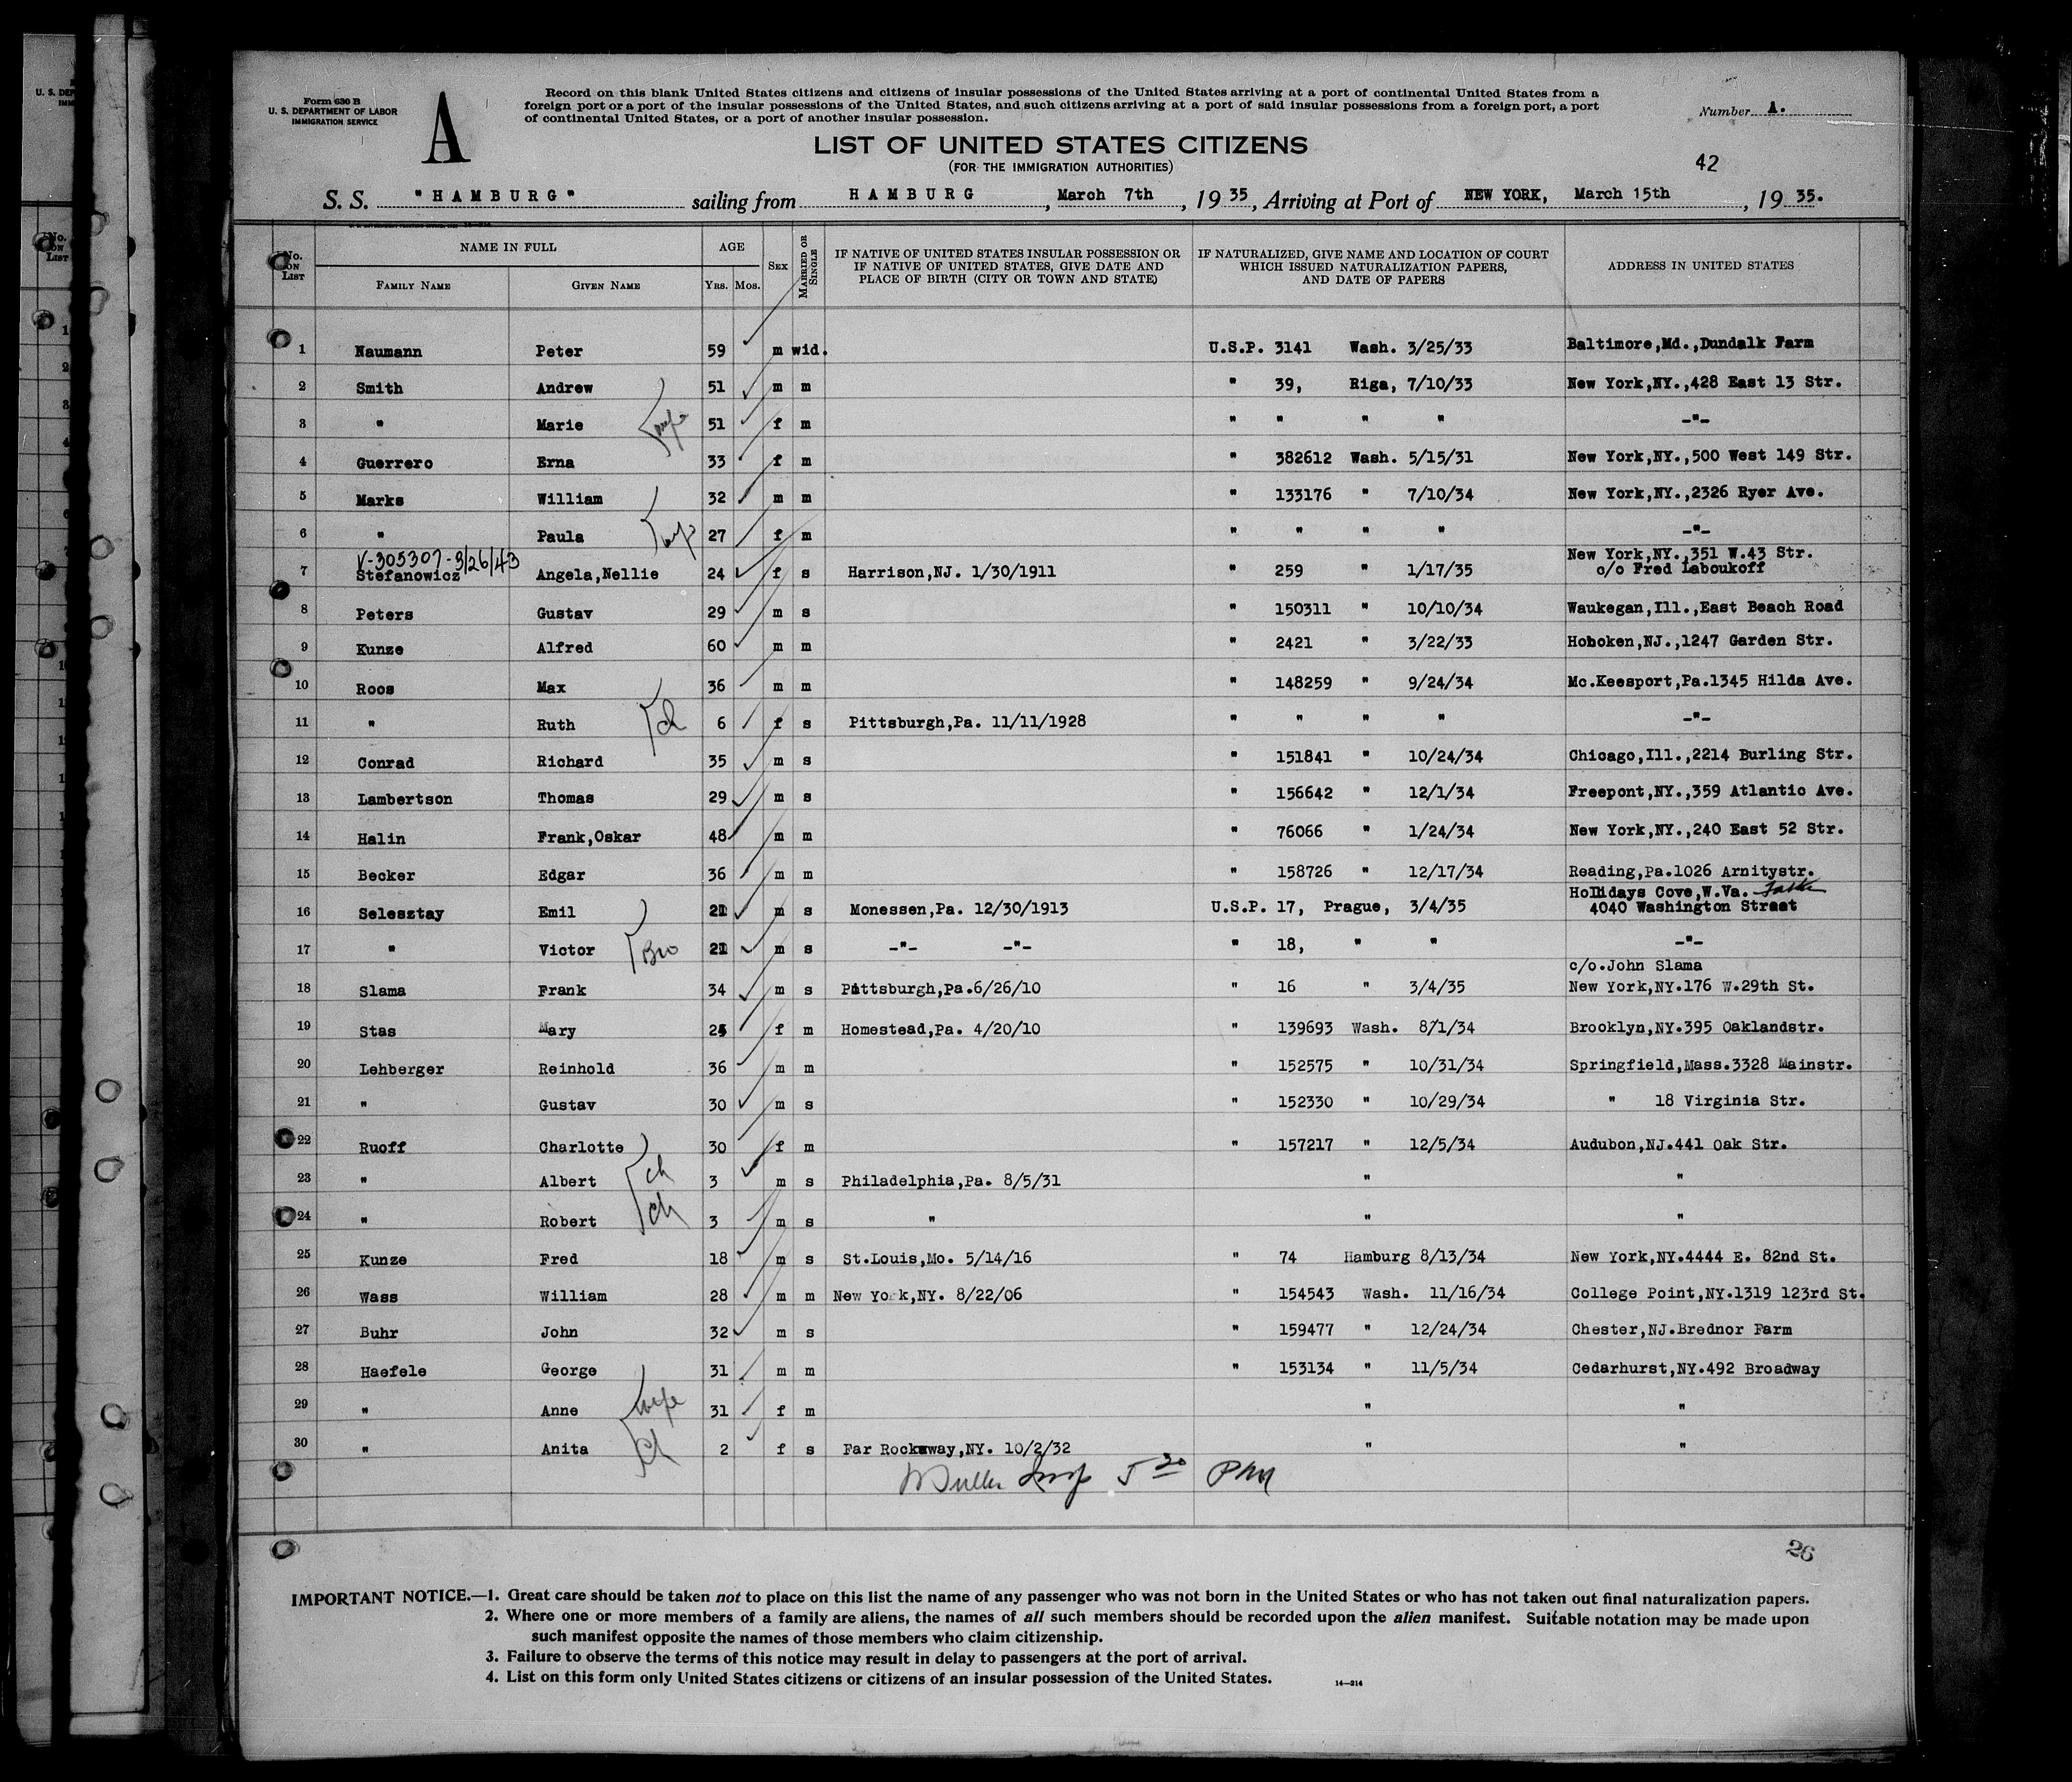 Form 630 B
U. S. DEPARTMENT OF LABOR
IMMIGRATION SERVICE
A
Record on this blank United States citizens and citizens of insular possessions of the United States arriving at a port of continental United States from a
foreign port or a port of the insular possessions of the United States, and such citizens arriving at a port of said insular possessions from a foreign port, a port
of continental United States, or a port of another insular possession.
Number A.
LIST OF UNITED STATES CITIZENS
(FOR THE IMMIGRATION AUTHORITIES)
42
S. S. "HAMBURG" sailing from HAMBURG, March 7th, 1935, Arriving at Port of NEW YORK, March 15th, 1935.
No. ON LIST NAME IN FULL AGE SEX MARRIED OR SINGLE IF NATIVE OF UNITED STATES INSULAR POSSESSION OR IF NATIVE OF UNITED STATES, GIVE DATE AND PLACE OF BIRTH (CITY OR TOWN AND STATE) IF NATURALIZED, GIVE NAME AND LOCATION OF COURT WHICH ISSUED NATURALIZATION PAPERS, AND DATE OF PAPERS ADDRESS IN UNITED STATES
FAMILY NAME GIVEN NAME YRS. MOS.
1 Naumann Peter 59 m wid. U.S.P. 3141 Wash. 3/25/33 Baltimore,Md.,Dundalk Farm
2 Smith Andrew 51 m m " 39, Riga, 7/10/33 New York,NY.,428 East 13 Str.
3 " Marie wife 51 f m " " " " -"-
4 Guerrero Erna 33 f m " 382612 Wash. 5/15/31 New York,NY.,500 West 149 Str.
5 Marks William 32 m m " 133176 " 7/10/34 New York,NY.,2326 Ryer Ave.
6 " Paula wife 27 f m " " " " -"-
V-305307-3/26/43 New York,NY.,351 W.43 Str.
7 Stefanowicz Angela,Nellie 24 f s Harrison,NJ. 1/30/1911 " 259 " 1/17/35 c/o Fred Laboukoff
8 Peters Gustav 29 m s " 150311 " 10/10/34 Waukegan,Ill.,East Beach Road
9 Kunze Alfred 60 m m " 2421 " 3/22/33 Hoboken,NJ.,1247 Garden Str.
10 Roos Max 36 m m " 148259 " 9/24/34 Mc.Keesport,Pa.1345 Hilda Ave.
11 " Ruth ch 6 f s Pittsburgh,Pa. 11/11/1928 " " " " -"-
12 Conrad Richard 35 m s " 151841 " 10/24/34 Chicago,Ill.,2214 Burling Str.
13 Lambertson Thomas 29 m s " 156642 " 12/1/34 Freepont,NY.,359 Atlantic Ave.
14 Halin Frank,Oskar 48 m m " 76066 " 1/24/34 New York,NY.,240 East 52 Str.
15 Becker Edgar 36 m m " 158726 " 12/17/34 Reading,Pa.1026 Arnitystr.
Hollidays Cove,W.Va.
16 Selesztay Emil 21 m s Monessen,Pa. 12/30/1913 U.S.P. 17, Prague, 3/4/35 4040 Washington Street
17 " Victor Bro 21 m s -"- -"- " 18, " " -"-
c/o.John Slama
18 Slama Frank 34 m s Pittsburgh,Pa.6/26/10 " 16 " 3/4/35 New York,NY.176 W.29th St.
19 Stas Mary 24 f m Homestead,Pa. 4/20/10 " 139693 Wash. 8/1/34 Brooklyn,NY.395 Oaklandstr.
20 Lehberger Reinhold 36 m m " 152575 " 10/31/34 Springfield,Mass.3328 Mainstr.
21 " Gustav 30 m s " 152330 " 10/29/34 " 18 Virginia Str.
22 Ruoff Charlotte 30 f m " 157217 " 12/5/34 Audubon,NJ.441 Oak Str.
23 " Albert ch 3 m s Philadelphia,Pa. 8/5/31 " "
24 " Robert ch 3 m s " " "
25 Kunze Fred 18 m s St.Louis,Mo. 5/14/16 " 74 Hamburg 8/13/34 New York,NY.4444 E. 82nd St.
26 Wass William 28 m m New York,NY. 8/22/06 " 154543 Wash. 11/16/34 College Point,NY.1319 123rd St.
27 Buhr John 32 m s " 159477 " 12/24/34 Chester,NJ.Brednor Farm
28 Haefele George 31 m m " 153134 " 11/5/34 Cedarhurst,NY.492 Broadway
29 " Anne wife 31 f m " "
30 " Anita ch 2 f s Far Rockaway,NY. 10/2/32 " "
Insp 5 30 PM
26
IMPORTANT NOTICE.—1. Great care should be taken not to place on this list the name of any passenger who was not born in the United States or who has not taken out final naturalization papers.
2. Where one or more members of a family are aliens, the names of all such members should be recorded upon the alien manifest. Suitable notation may be made upon
such manifest opposite the names of those members who claim citizenship.
3. Failure to observe the terms of this notice may result in delay to passengers at the port of arrival.
4. List on this form only United States citizens or citizens of an insular possession of the United States.
14—214